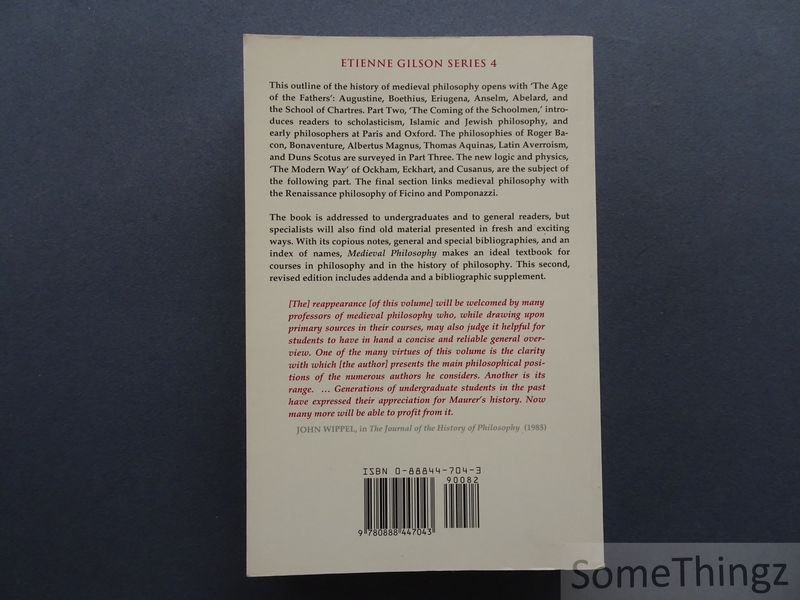 ETIENNE GILSON SERIES 4
This outline of the history of medieval philosophy opens with 'The Age
of the Fathers': Augustine, Boethius, Eriugena, Anselm, Abelard, and
the School of Chartres. Part Two, 'The Coming of the Schoolmen,' intro-
duces readers to scholasticism, Islamic and Jewish philosophy, and
early philosophers at Paris and Oxford. The philosophies of Roger Ba-
con, Bonaventure, Albertus Magnus, Thomas Aquinas, Latin Averroism,
and Duns Scotus are surveyed in Part Three. The new logic and physics,
'The Modern Way' of Ockham, Eckhart, and Cusanus, are the subject of
the following part. The final section links medieval philosophy with
the Renaissance philosophy of Ficino and Pomponazzi.
The book is addressed to undergraduates and to general readers, but
specialists will also find old material presented in fresh and exciting
ways. With its copious notes, general and special bibliographies, and an
index of names, Medieval Philosophy makes an ideal textbook for
courses in philosophy and in the history of philosophy. This second,
revised edition includes addenda and a bibliographic supplement.
[The] reappearance [of this volume] will be welcomed by many
professors of medieval philosophy who, while drawing upon
primary sources in their courses, may also judge it helpful for
students to have in hand a concise and reliable general over-
view. One of the many virtues of this volume is the clarity
with which [the author] presents the main philosophical posi-
tions of the numerous authors he considers. Another is its
range. ... Generations of undergraduate students in the past
have expressed their appreciation for Maurer's history. Now
many more will be able to profit from it.
JOHN WIPPEL, in The Journal of the History of Philosophy (1985)
ISBN 0-88844-704-3
90082
9 780888 447043
SomeThingz